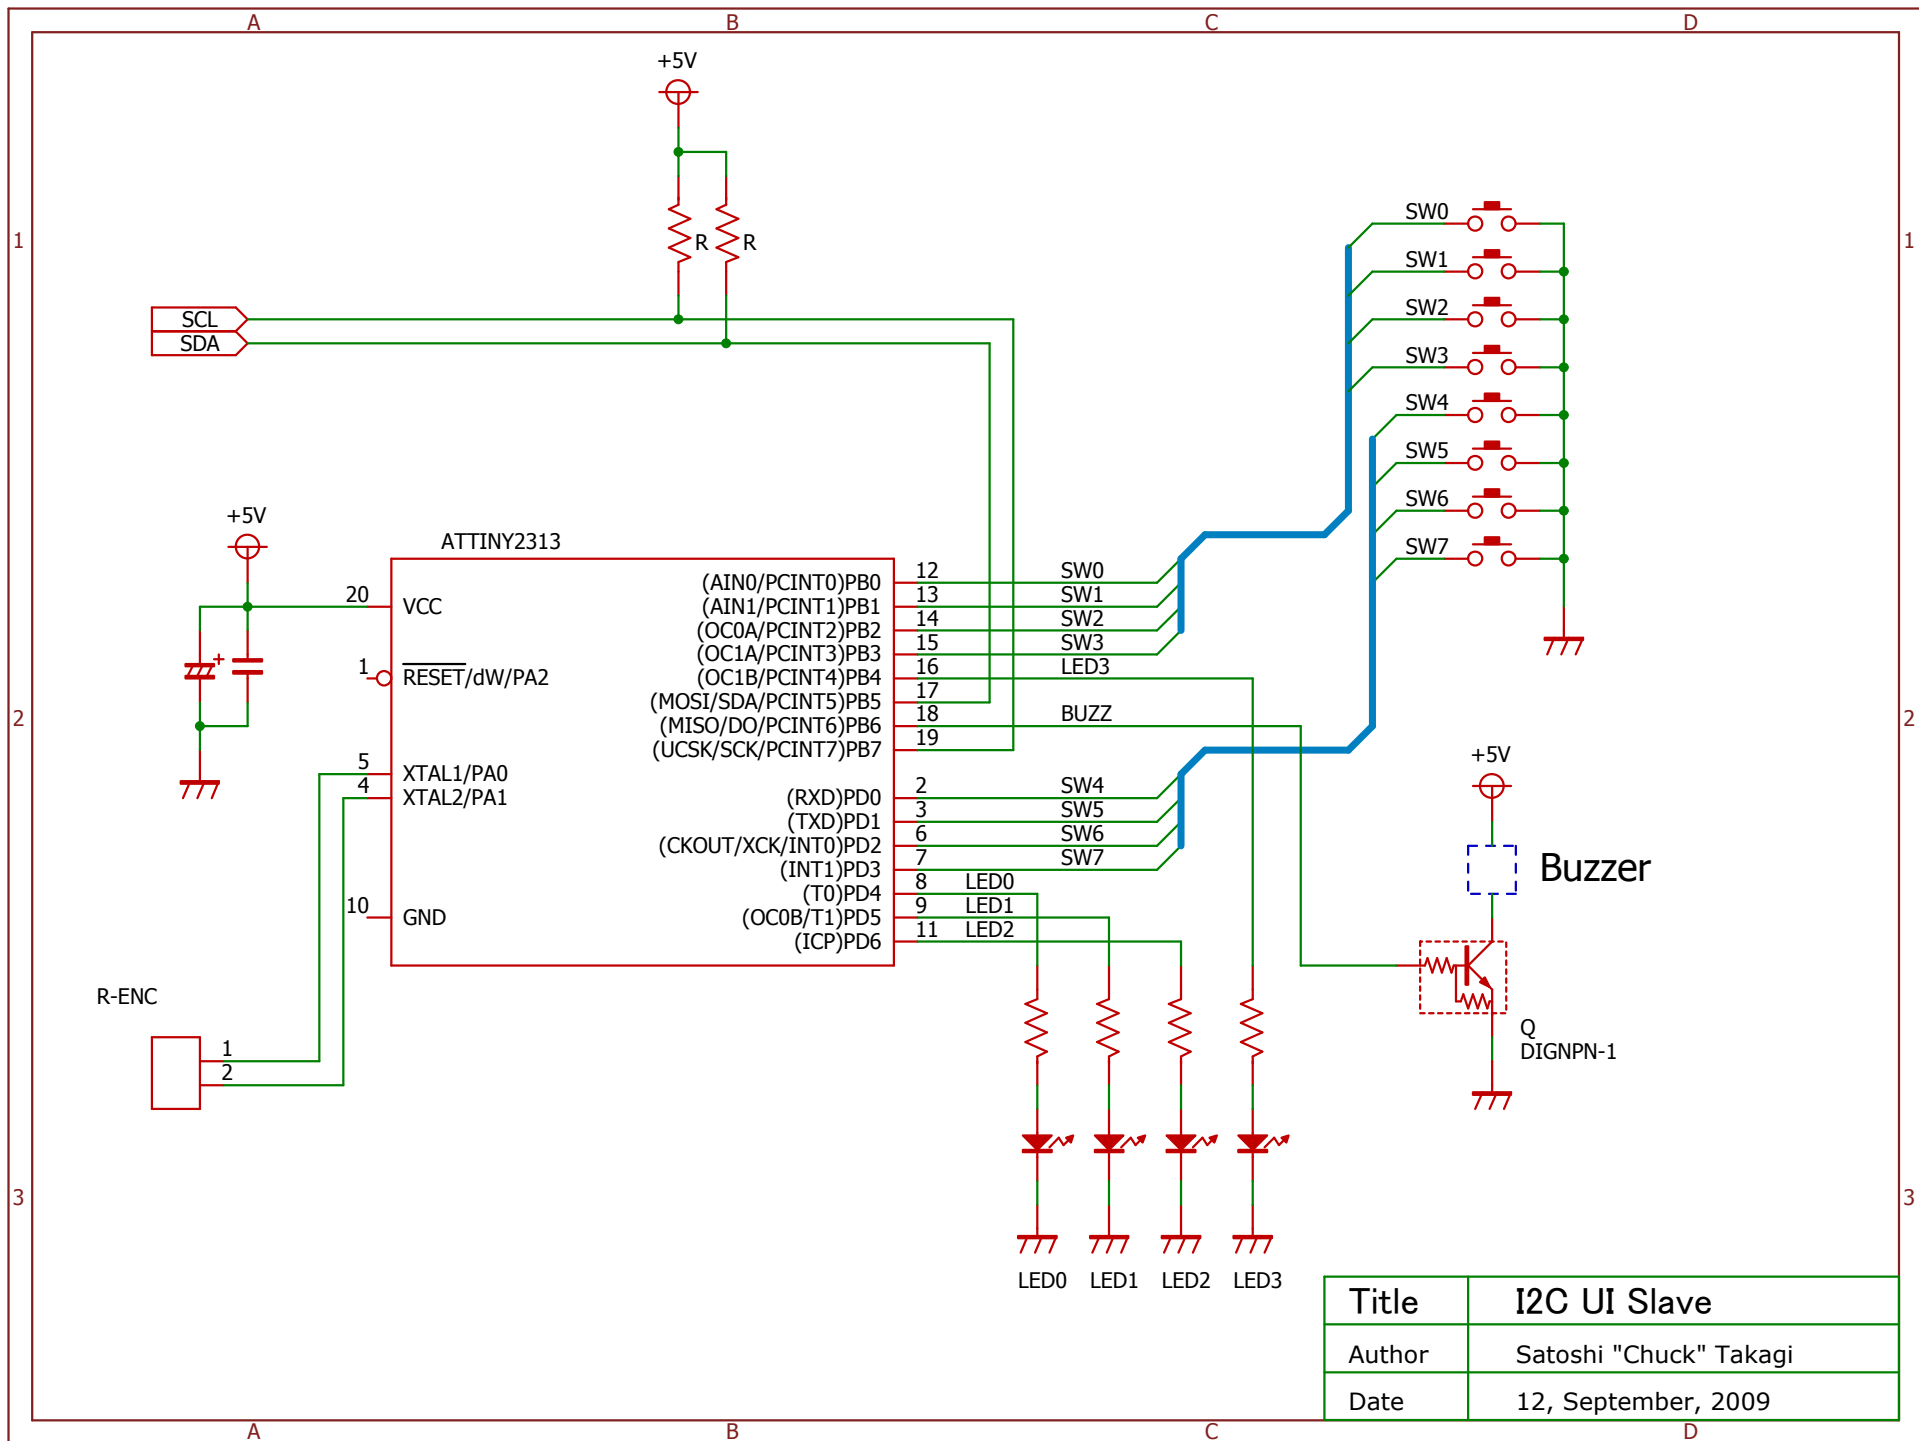 A B C D
+5V
1 1
SW0
R R
SW1
SW2
SCL
SDA
SW3
SW4
SW5
SW6
SW7
+5V
ATTINY2313
20 VCC
1 RESET/dW/PA2
5 XTAL1/PA0
4 XTAL2/PA1
10 GND
(AIN0/PCINT0)PB0 12 SW0
(AIN1/PCINT1)PB1 13 SW1
(OC0A/PCINT2)PB2 14 SW2
(OC1A/PCINT3)PB3 15 SW3
(OC1B/PCINT4)PB4 16 LED3
(MOSI/SDA/PCINT5)PB5 17
(MISO/DO/PCINT6)PB6 18 BUZZ
(UCSK/SCK/PCINT7)PB7 19
(RXD)PD0 2 SW4
(TXD)PD1 3 SW5
(CKOUT/XCK/INT0)PD2 6 SW6
(INT1)PD3 7 SW7
(T0)PD4 8 LED0
(OC0B/T1)PD5 9 LED1
(ICP)PD6 11 LED2
2 2
+5V
+
Buzzer
Q
DIGNPN-1
R-ENC
1
2
3 3
LED0 LED1 LED2 LED3
Title I2C UI Slave
Author Satoshi "Chuck" Takagi
Date 12, September, 2009
A B C D